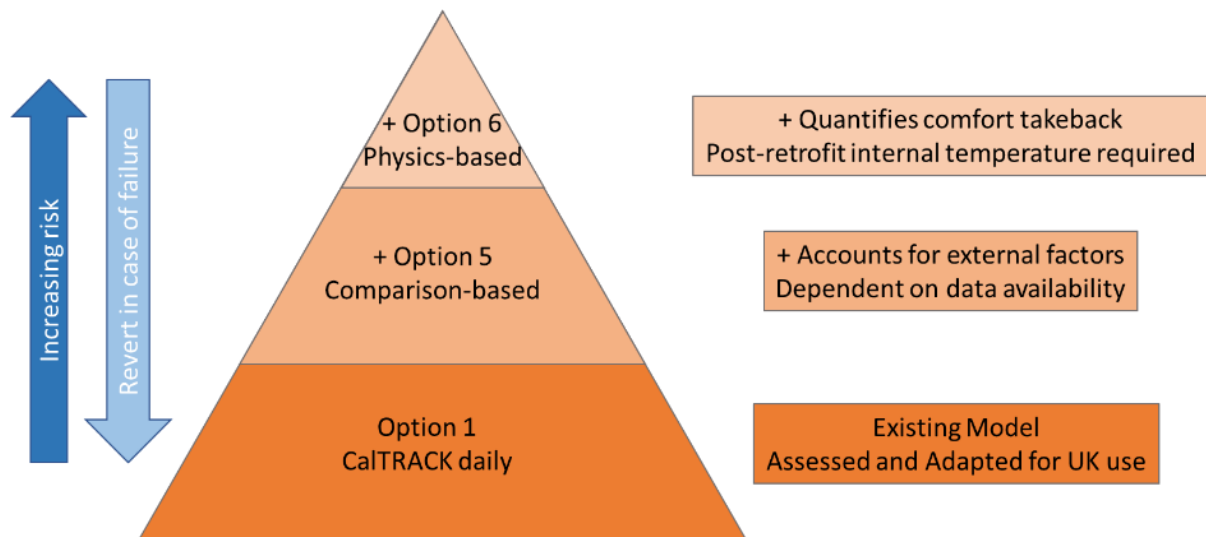 Increasing risk
Revert in case of failure
+ Option 6
Physics-based
+ Quantifies comfort takeback
Post-retrofit internal temperature required
+ Option 5
Comparison-based
+ Accounts for external factors
Dependent on data availability
Option 1
CalTRACK daily
Existing Model
Assessed and Adapted for UK use